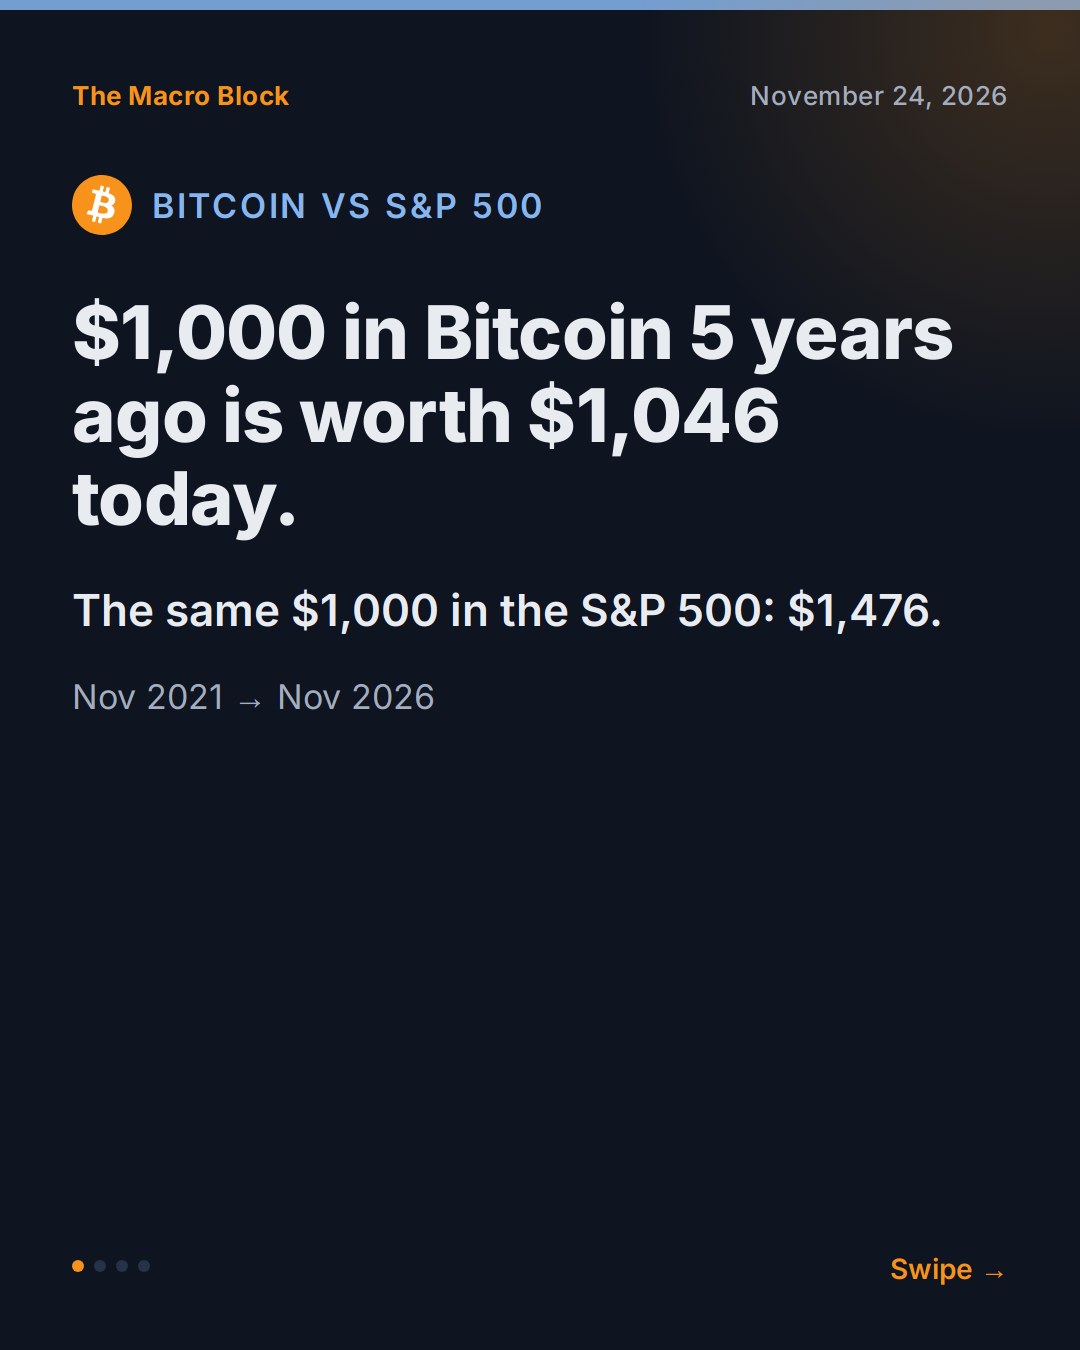 The Macro Block
November 24, 2026
BITCOIN VS S&P 500
$1,000 in Bitcoin 5 years
ago is worth $1,046
today.
The same $1,000 in the S&P 500: $1,476.
Nov 2021 → Nov 2026
Swipe →